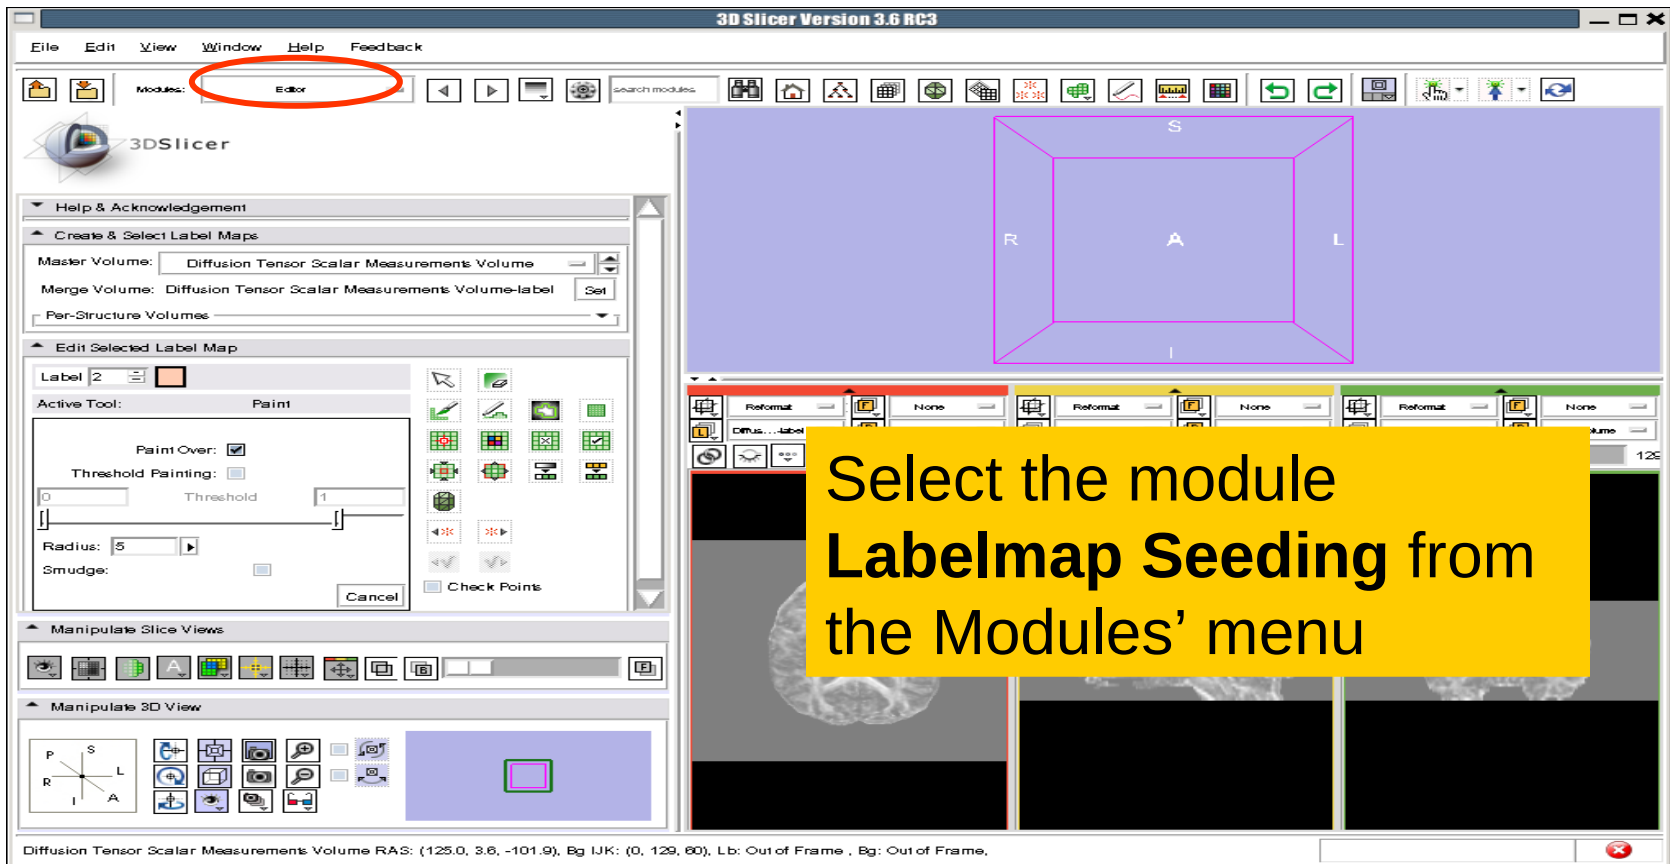 3D Slicer Version 3.6 RC3
File Edit View Window Help Feedback
Modules: Editor search modules
3DSlicer
Help & Acknowledgement
Create & Select Label Maps
Master Volume: Diffusion Tensor Scalar Measurements Volume
Merge Volume: Diffusion Tensor Scalar Measurements Volume-label Set
Per-Structure Volumes
Edit Selected Label Map
Label 2
Active Tool: Paint
Paint Over:
Threshold Painting:
0 Threshold 1
Radius: 5
Smudge:
Cancel
Check Points
Manipulate Slice Views
A B F
Manipulate 3D View
P S L R I A
S
R A L
I
Reformat F None Reformat F None Reformat F None
L Diffus...-label
129
Select the module
Labelmap Seeding from
the Modules’ menu
Diffusion Tensor Scalar Measurements Volume RAS: (125.0, 3.6, -101.9), Bg IJK: (0, 129, 60), Lb: Out of Frame , Bg: Out of Frame,